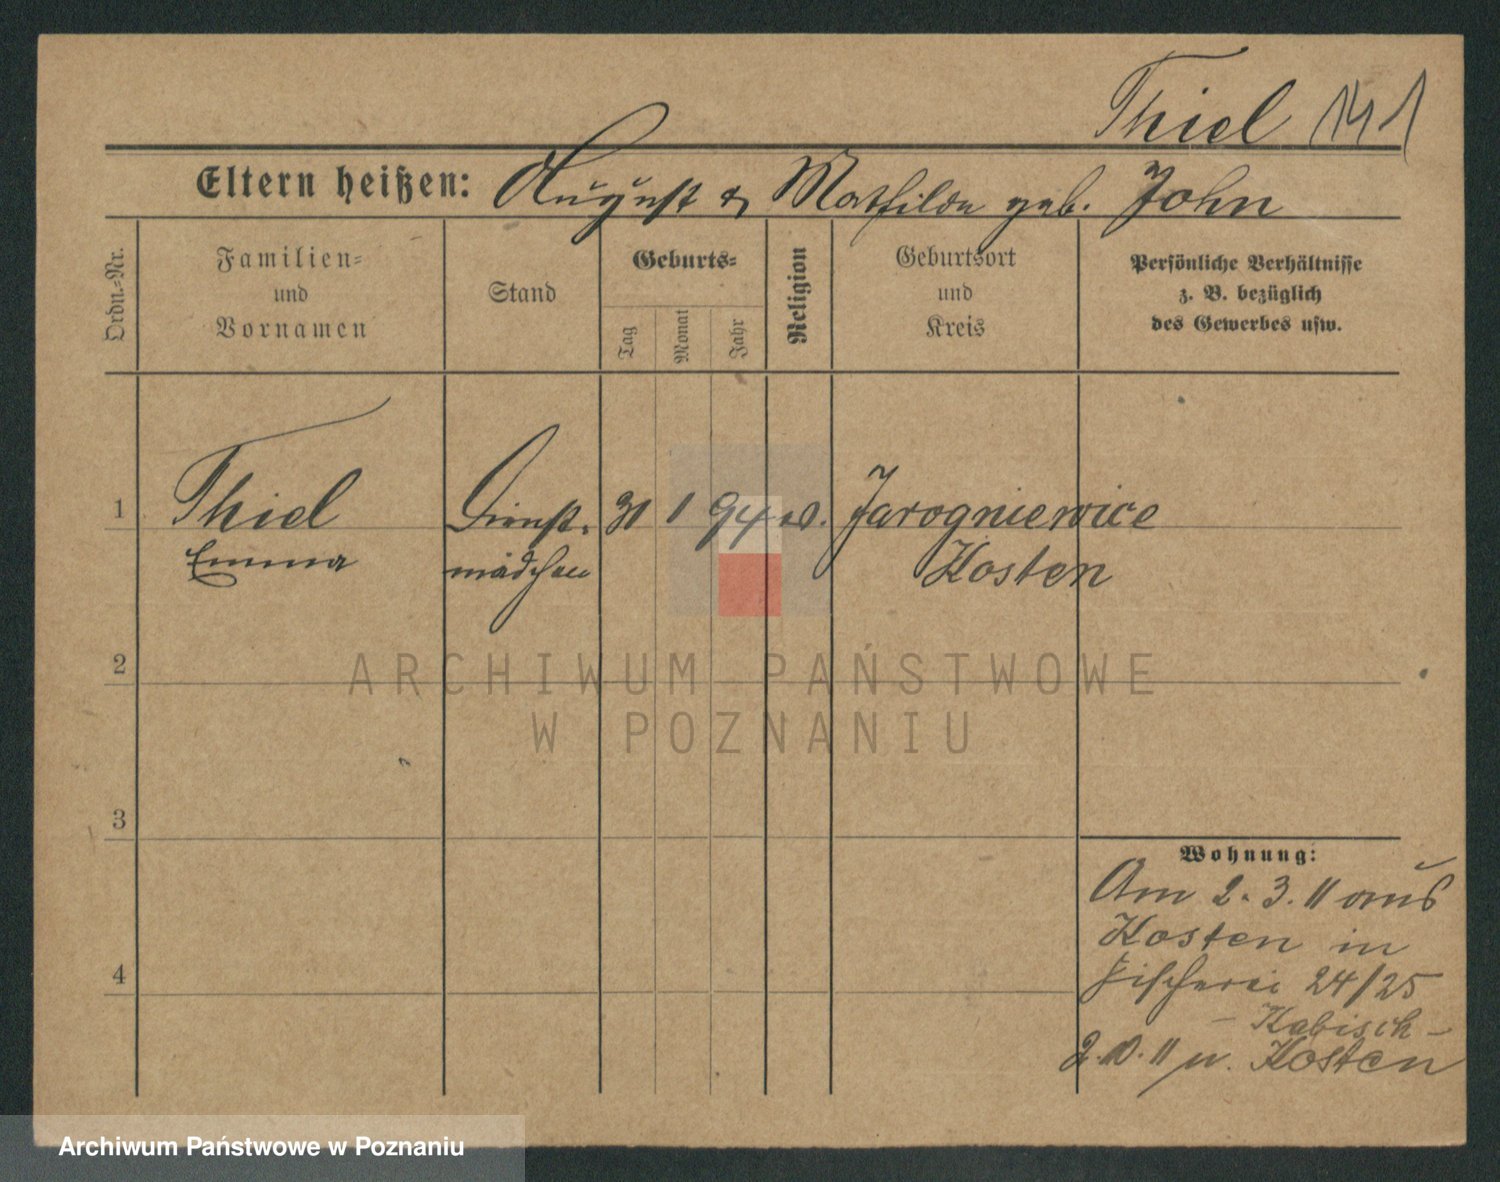 Thiel 141
Eltern heißen: August & Mathilde geb. John
Ordn.-Nr.
Familien-
und
Vornamen
Stand
Geburts-
Tag
Monat
Jahr
Religion
Geburtsort
und
Kreis
Persönliche Verhältnisse
z. B. bezüglich
des Gewerbes usw.
1 Thiel Dienst- 31 1 94 Jarogniewice
Emma mädchen Kosten
2
ARCHIWUM PAŃSTWOWE
W POZNANIU
3
Wohnung:
Am 2.3.11 aus
Kosten in
4
Fischerei 24/25
- Kabisch -
2.10.11 n. Kosten
Archiwum Państwowe w Poznaniu